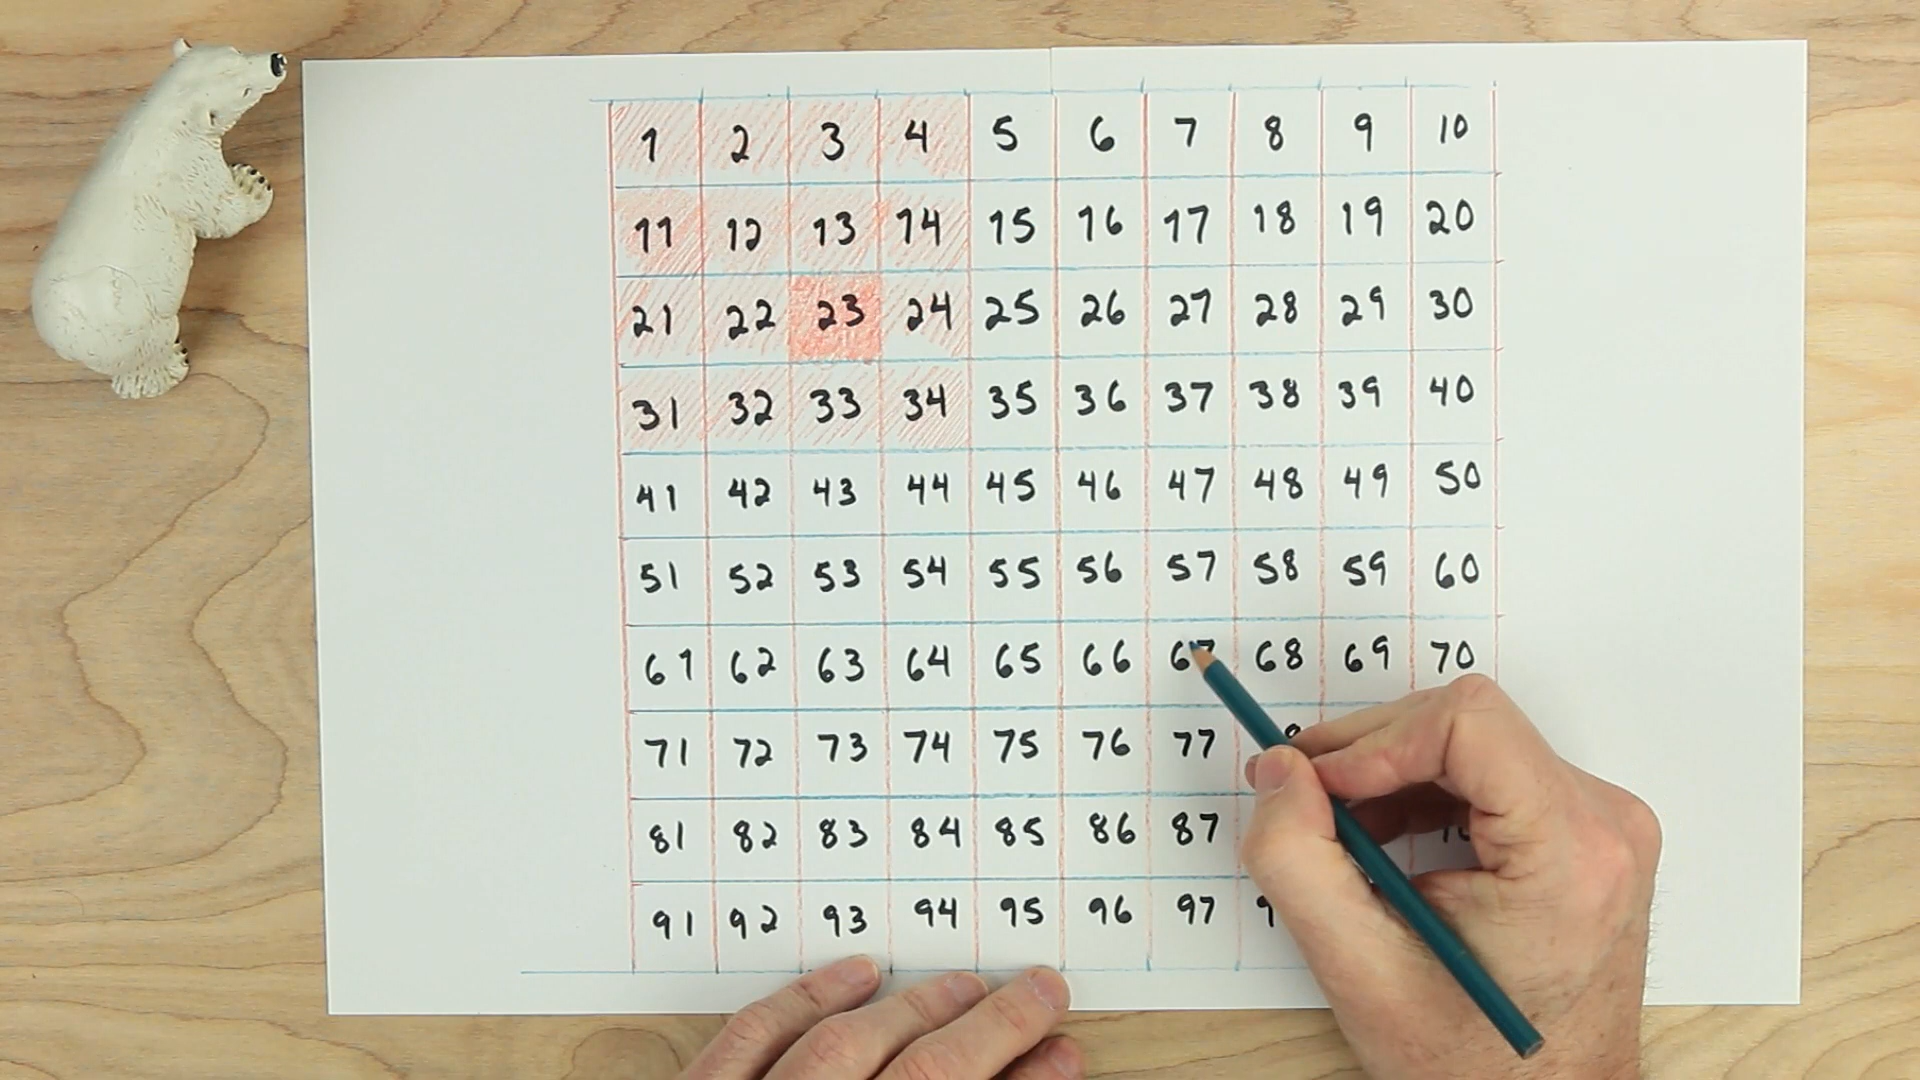 1 2 3 4 5 6 7 8 9 10
11 12 13 14 15 16 17 18 19 20
21 22 23 24 25 26 27 28 29 30
31 32 33 34 35 36 37 38 39 40
41 42 43 44 45 46 47 48 49 50
51 52 53 54 55 56 57 58 59 60
61 62 63 64 65 66 67 68 69 70
71 72 73 74 75 76 77
81 82 83 84 85 86 87
91 92 93 94 95 96 97